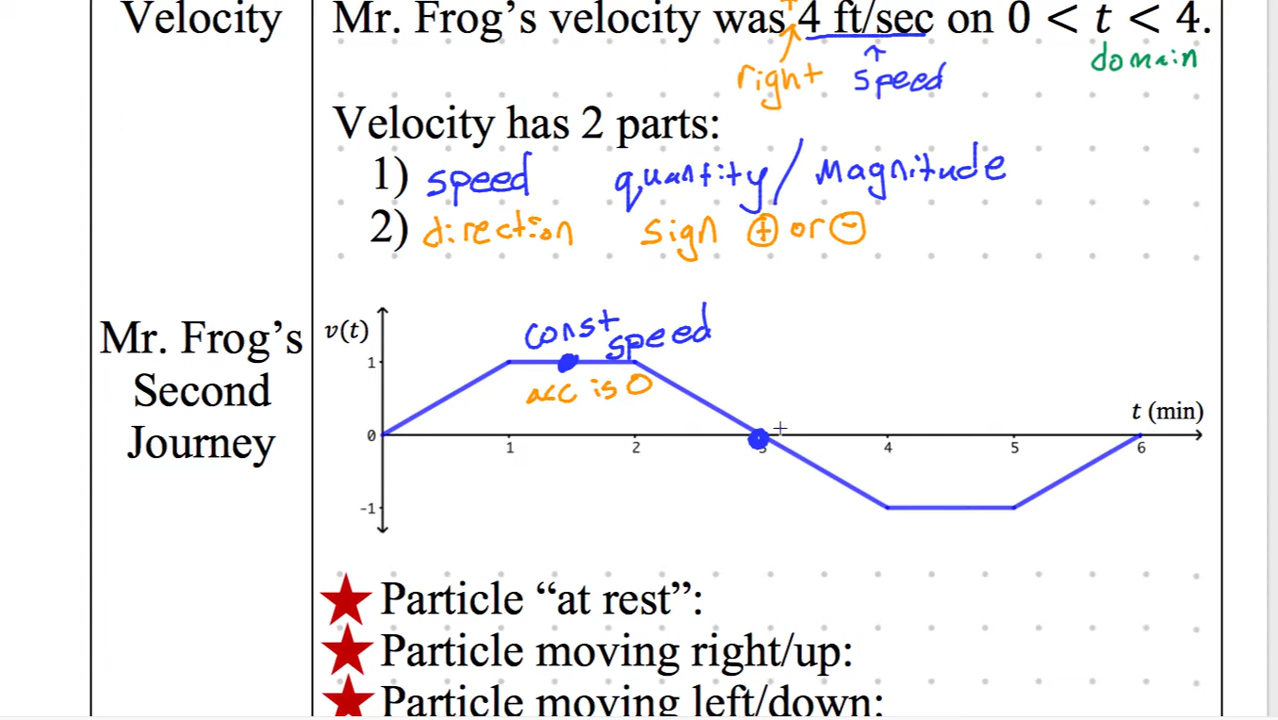 Velocity
Mr. Frog's velocity was 4 ft/sec on 0 < t < 4.
+
right
speed
domain
Velocity has 2 parts:
1) speed quantity / Magnitude
2) direction sign + or -
Mr. Frog's
Second
Journey
v(t)
const
speed
1
acc is 0
t (min)
0
1 2 3 4 5 6
-1
★ Particle “at rest”:
★ Particle moving right/up:
★ Particle moving left/down: